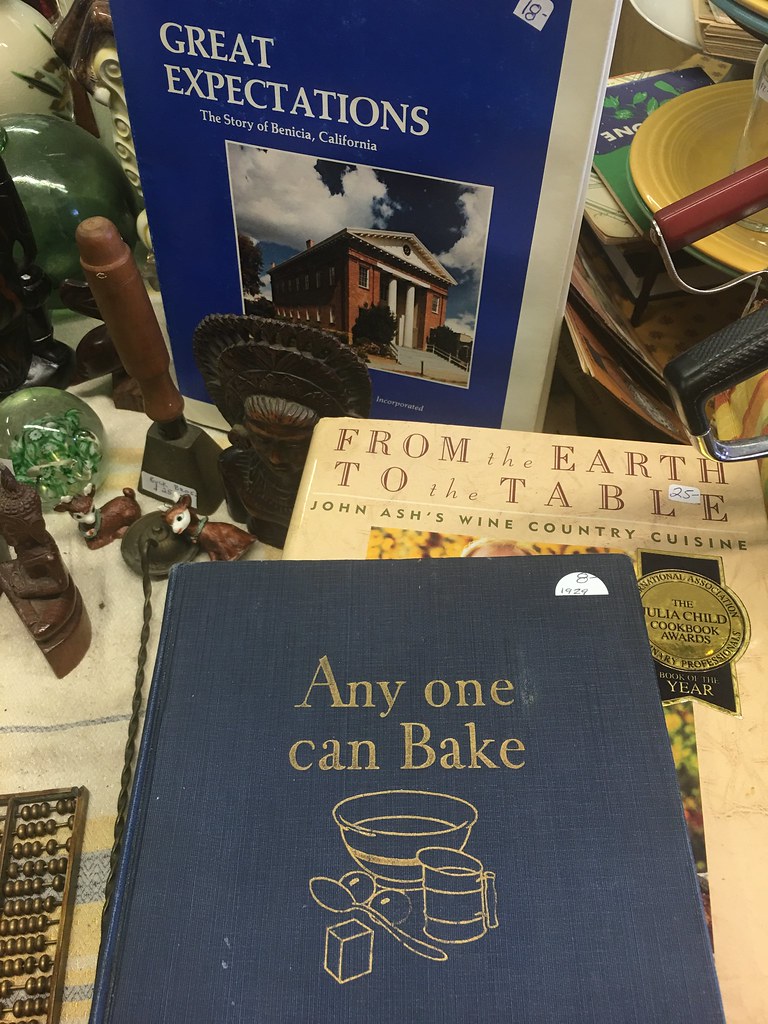 18-
GREAT
EXPECTATIONS
The Story of Benicia, California
Incorporated
FROM the EARTH
TO the TABLE
25-
JOHN ASH'S WINE COUNTRY CUISINE
THE
JULIA CHILD
COOKBOOK
AWARDS
BOOK OF THE
YEAR
8-
1929
Any one
can Bake